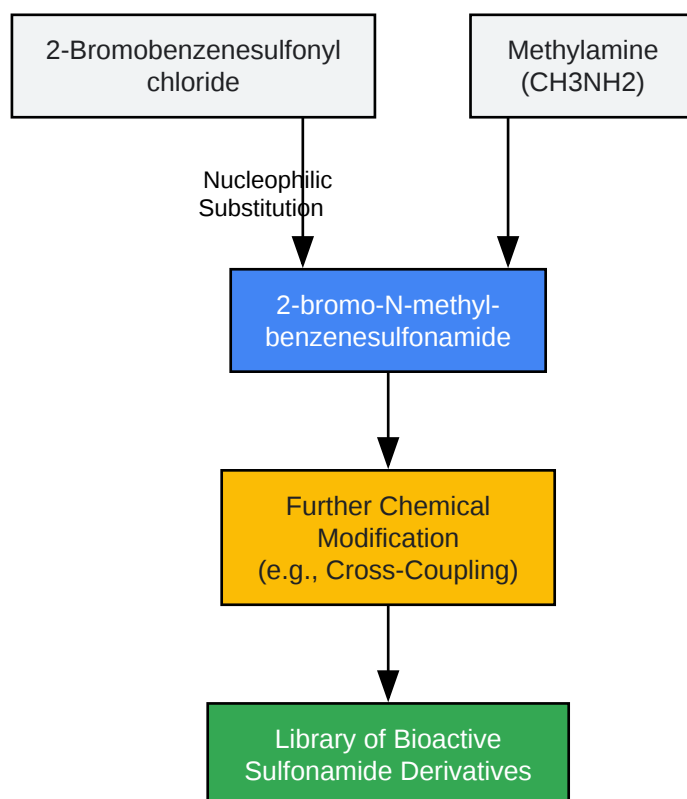 2-Bromobenzenesulfonyl
chloride
Methylamine
(CH3NH2)
Nucleophilic
Substitution
2-bromo-N-methyl-
benzenesulfonamide
Further Chemical
Modification
(e.g., Cross-Coupling)
Library of Bioactive
Sulfonamide Derivatives